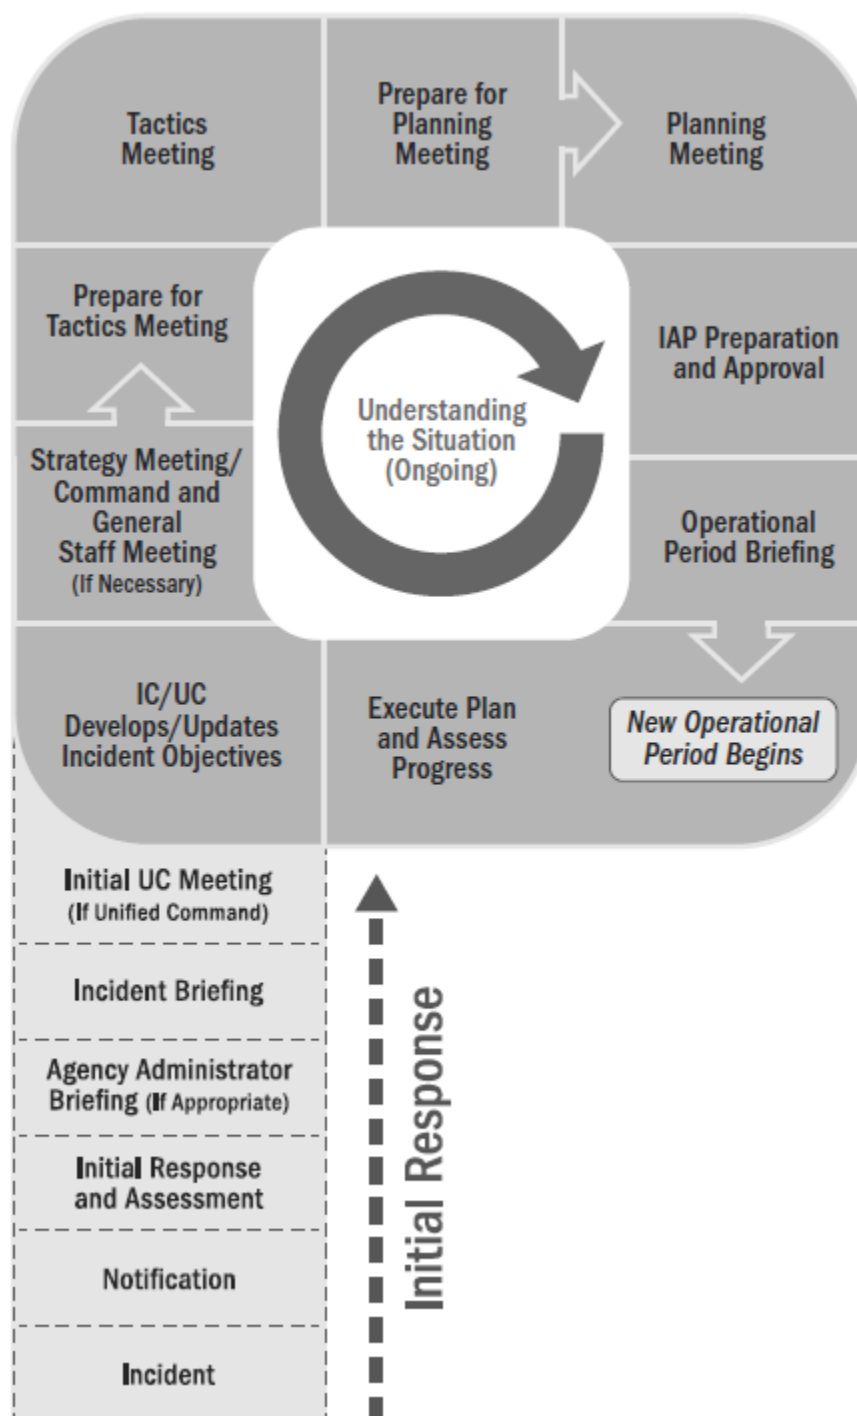 Tactics
Meeting
Prepare for
Planning
Meeting
Planning
Meeting
Prepare for
Tactics Meeting
IAP Preparation
and Approval
Understanding
the Situation
(Ongoing)
Strategy Meeting/
Command and
General
Staff Meeting
(If Necessary)
Operational
Period Briefing
IC/UC
Develops/Updates
Incident Objectives
Execute Plan
and Assess
Progress
New Operational
Period Begins
Initial UC Meeting
(If Unified Command)
Incident Briefing
Agency Administrator
Briefing (If Appropriate)
Initial Response
and Assessment
Notification
Incident
Initial Response